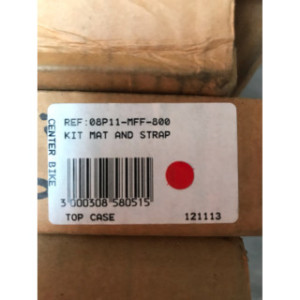 REF:08P11-MFF-800
KIT MAT AND STRAP
CENTER BIKE
3 000308 580515
TOP CASE
121113